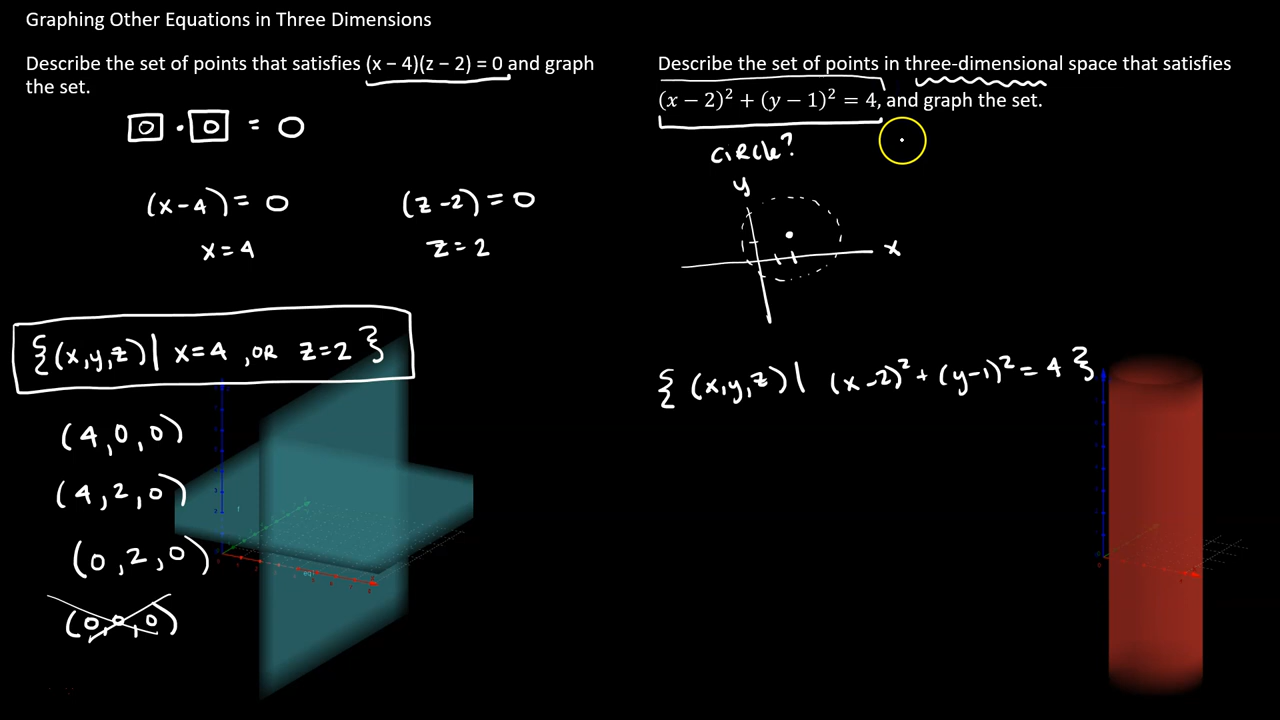 Graphing Other Equations in Three Dimensions
Describe the set of points that satisfies (x − 4)(z − 2) = 0 and graph
the set.
0 · 0 = 0
(x-4) = 0
(z-2) = 0
x = 4
z = 2
{(x,y,z) | x=4 , OR z=2 }
(4,0,0)
(4,2,0)
(0,2,0)
(0,0,0)
Describe the set of points in three-dimensional space that satisfies
(x − 2)² + (y − 1)² = 4, and graph the set.
CIRCLE?
y
x
{ (x,y,z) | (x-2)² + (y-1)² = 4 }